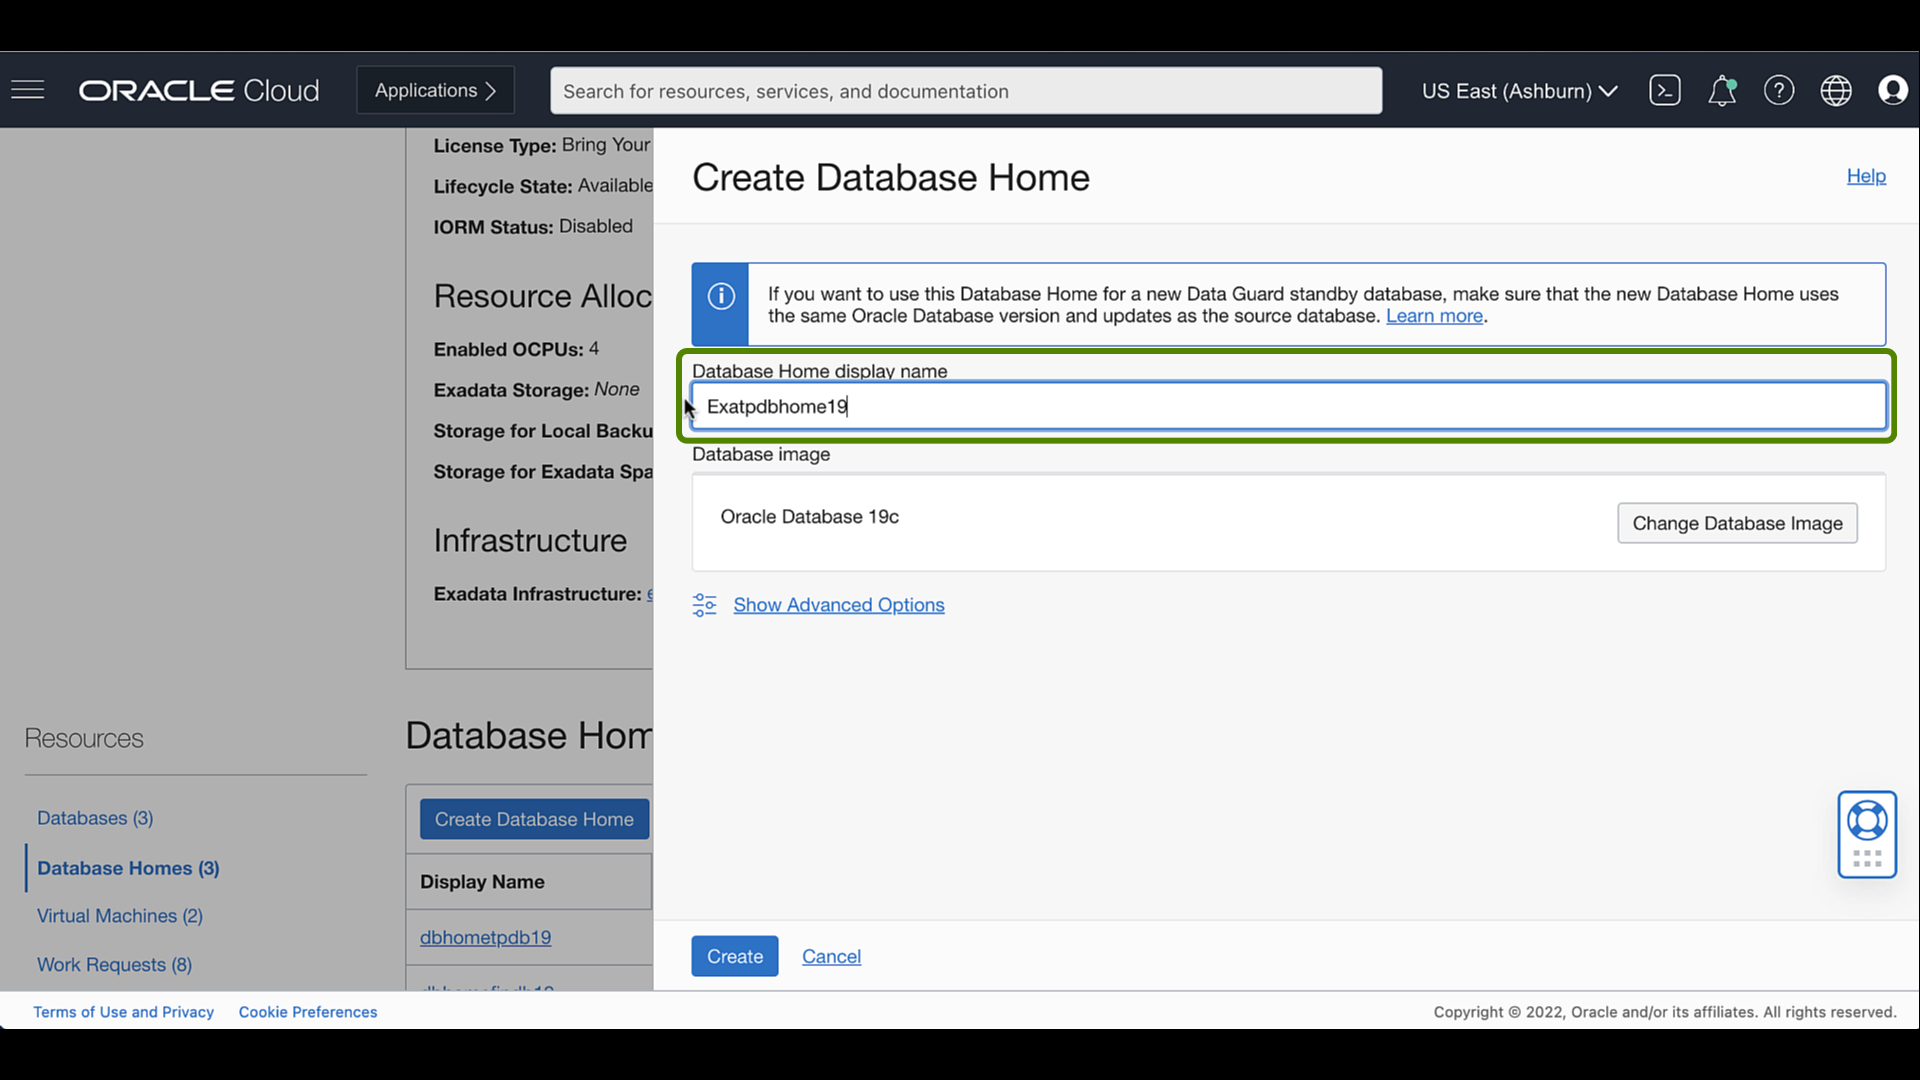 ORACLE Cloud
Applications
Search for resources, services, and documentation
US East (Ashburn)
License Type: Bring Your
Lifecycle State: Available
IORM Status: Disabled
Resource Alloc
Enabled OCPUs: 4
Exadata Storage: None
Storage for Local Backu
Storage for Exadata Spa
Infrastructure
Exadata Infrastructure: e
Resources
Databases (3)
Database Homes (3)
Virtual Machines (2)
Work Requests (8)
Database Hom
Create Database Home
Display Name
dbhometpdb19
Create Database Home
Help
If you want to use this Database Home for a new Data Guard standby database, make sure that the new Database Home uses
the same Oracle Database version and updates as the source database. Learn more.
Database Home display name
Exatpdbhome19
Database image
Oracle Database 19c
Change Database Image
Show Advanced Options
Create
Cancel
Terms of Use and Privacy
Cookie Preferences
Copyright © 2022, Oracle and/or its affiliates. All rights reserved.